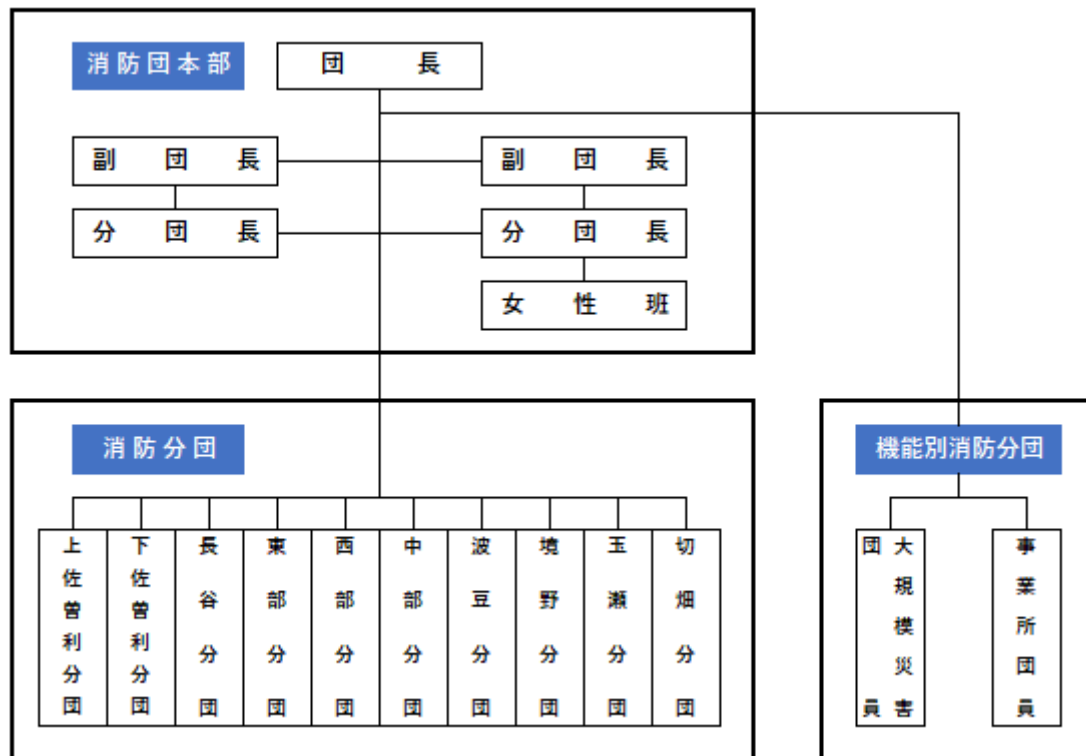 消防団本部
団長
副団長
副団長
分団長
分団長
女性班
消防分団
上佐曽利分団
下佐曽利分団
長谷分団
東部分団
西部分団
中部分団
波豆分団
境野分団
玉瀬分団
切畑分団
機能別消防分団
大規模災害
団員
事業所団員